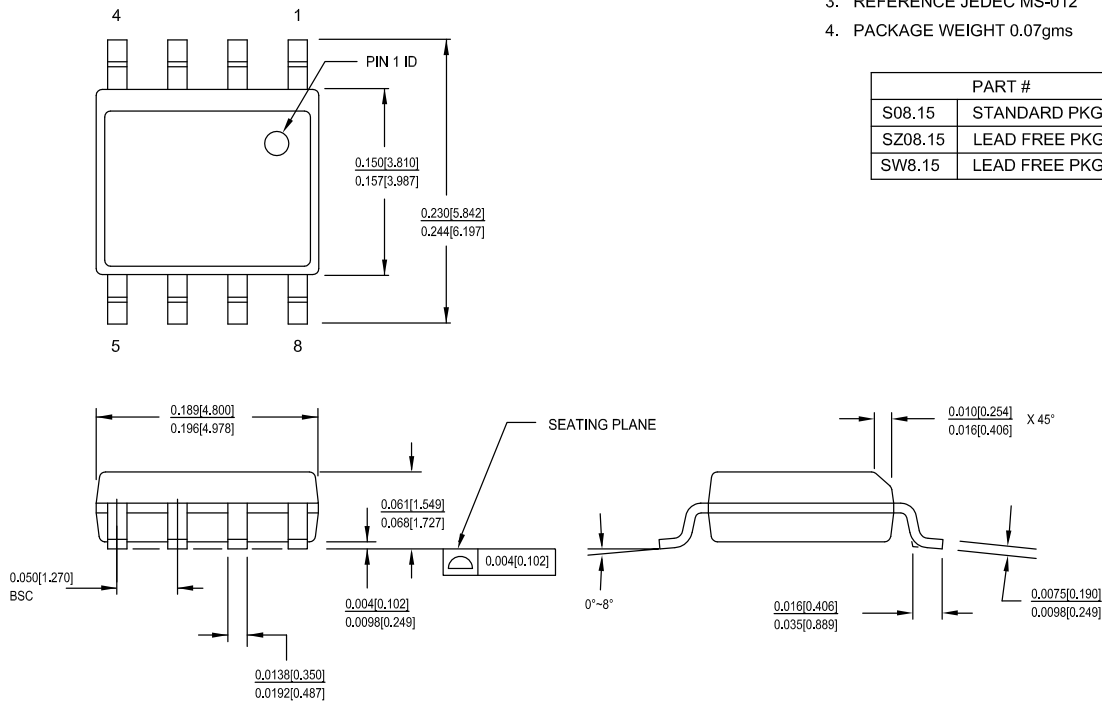 3. REFERENCE JEDEC MS-012
4. PACKAGE WEIGHT 0.07gms
PART #
S08.15 STANDARD PKG
SZ08.15 LEAD FREE PKG
SW8.15 LEAD FREE PKG
4 1
PIN 1 ID
0.150[3.810]
0.157[3.987]
0.230[5.842]
0.244[6.197]
5 8
0.189[4.800]
0.196[4.978]
SEATING PLANE
0.010[0.254]
0.016[0.406]
X 45°
0.061[1.549]
0.068[1.727]
0.004[0.102]
0.050[1.270]
BSC
0.004[0.102]
0.0098[0.249]
0°~8°
0.016[0.406]
0.035[0.889]
0.0075[0.190]
0.0098[0.249]
0.0138[0.350]
0.0192[0.487]